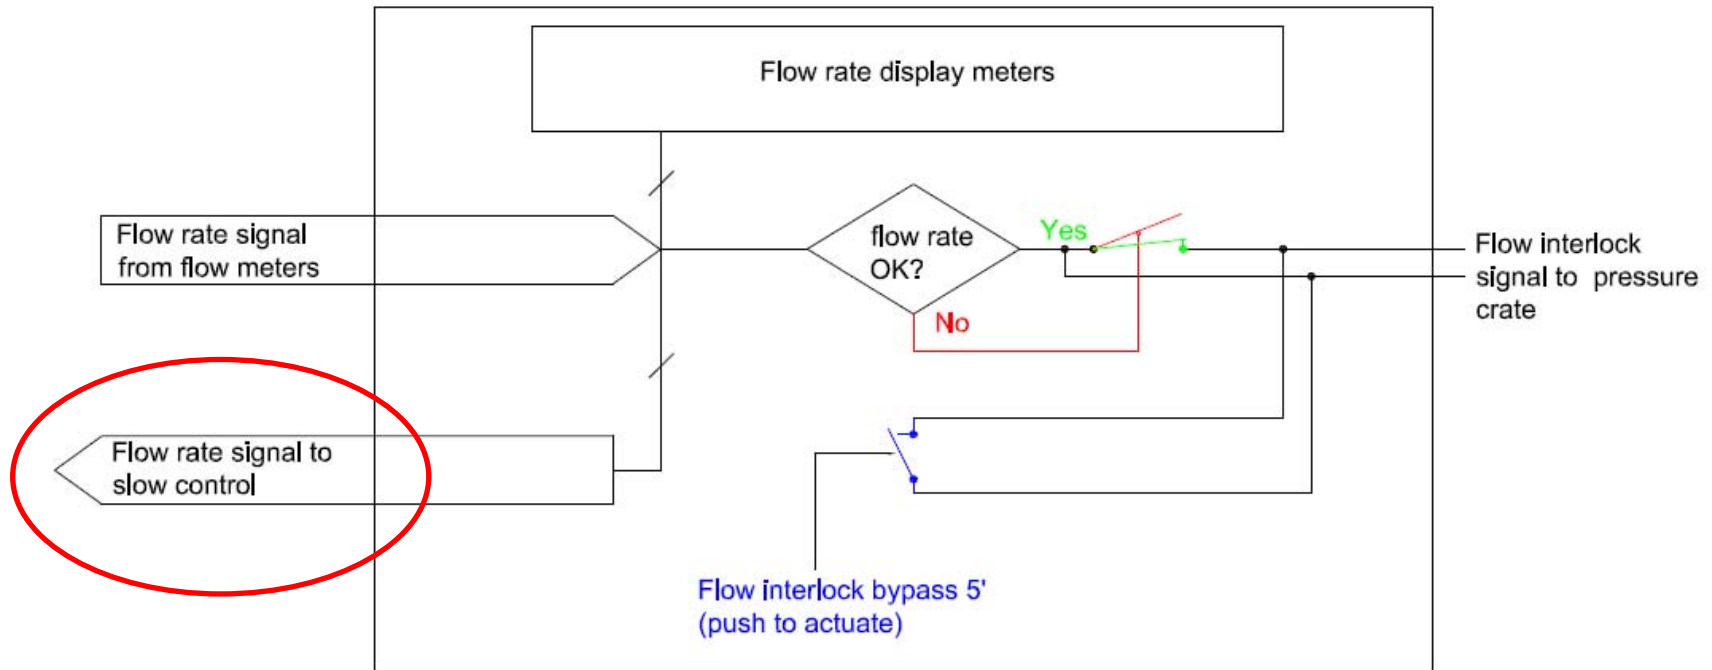 Flow rate display meters
Flow rate signal
from flow meters
flow rate
OK?
Yes
No
Flow interlock
signal to pressure
crate
Flow rate signal to
slow control
Flow interlock bypass 5'
(push to actuate)